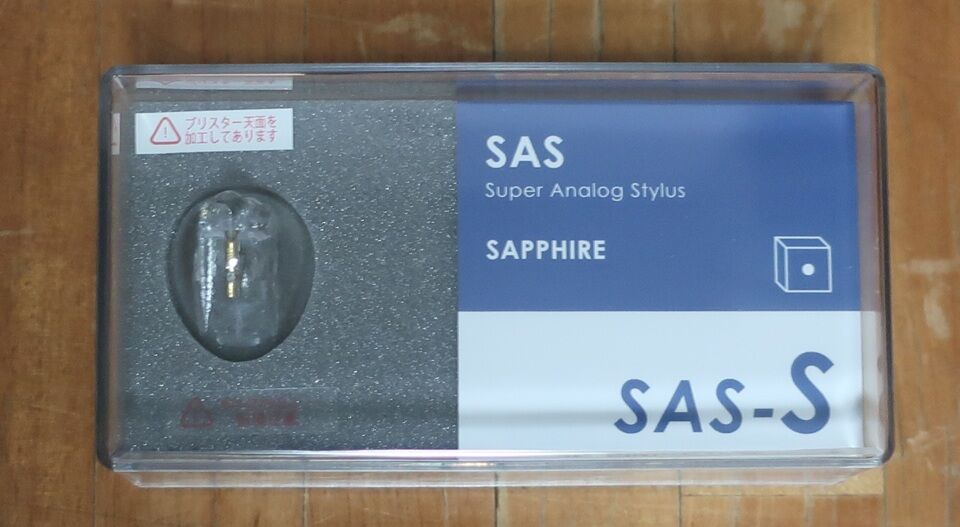 ブリスター天面を
加工してあります
SAS
Super Analog Stylus
SAPPHIRE
SAS-S